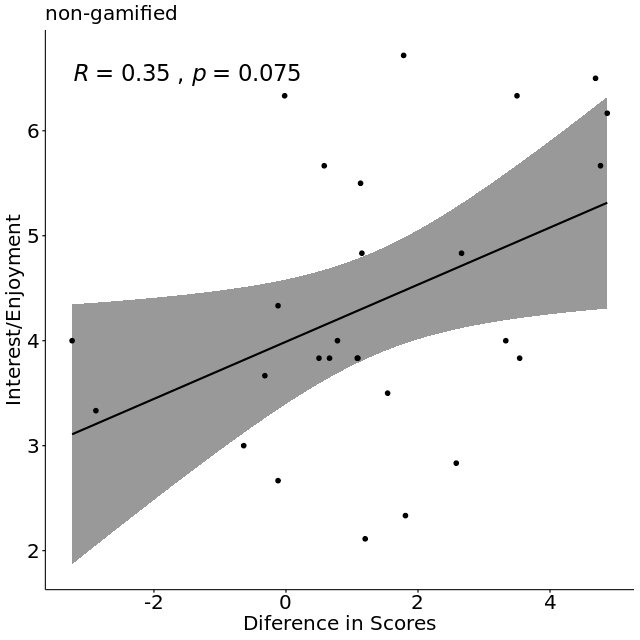 non-gamified
R = 0.35 , p = 0.075
6
5
4
3
2
Interest/Enjoyment
-2 0 2 4
Diference in Scores